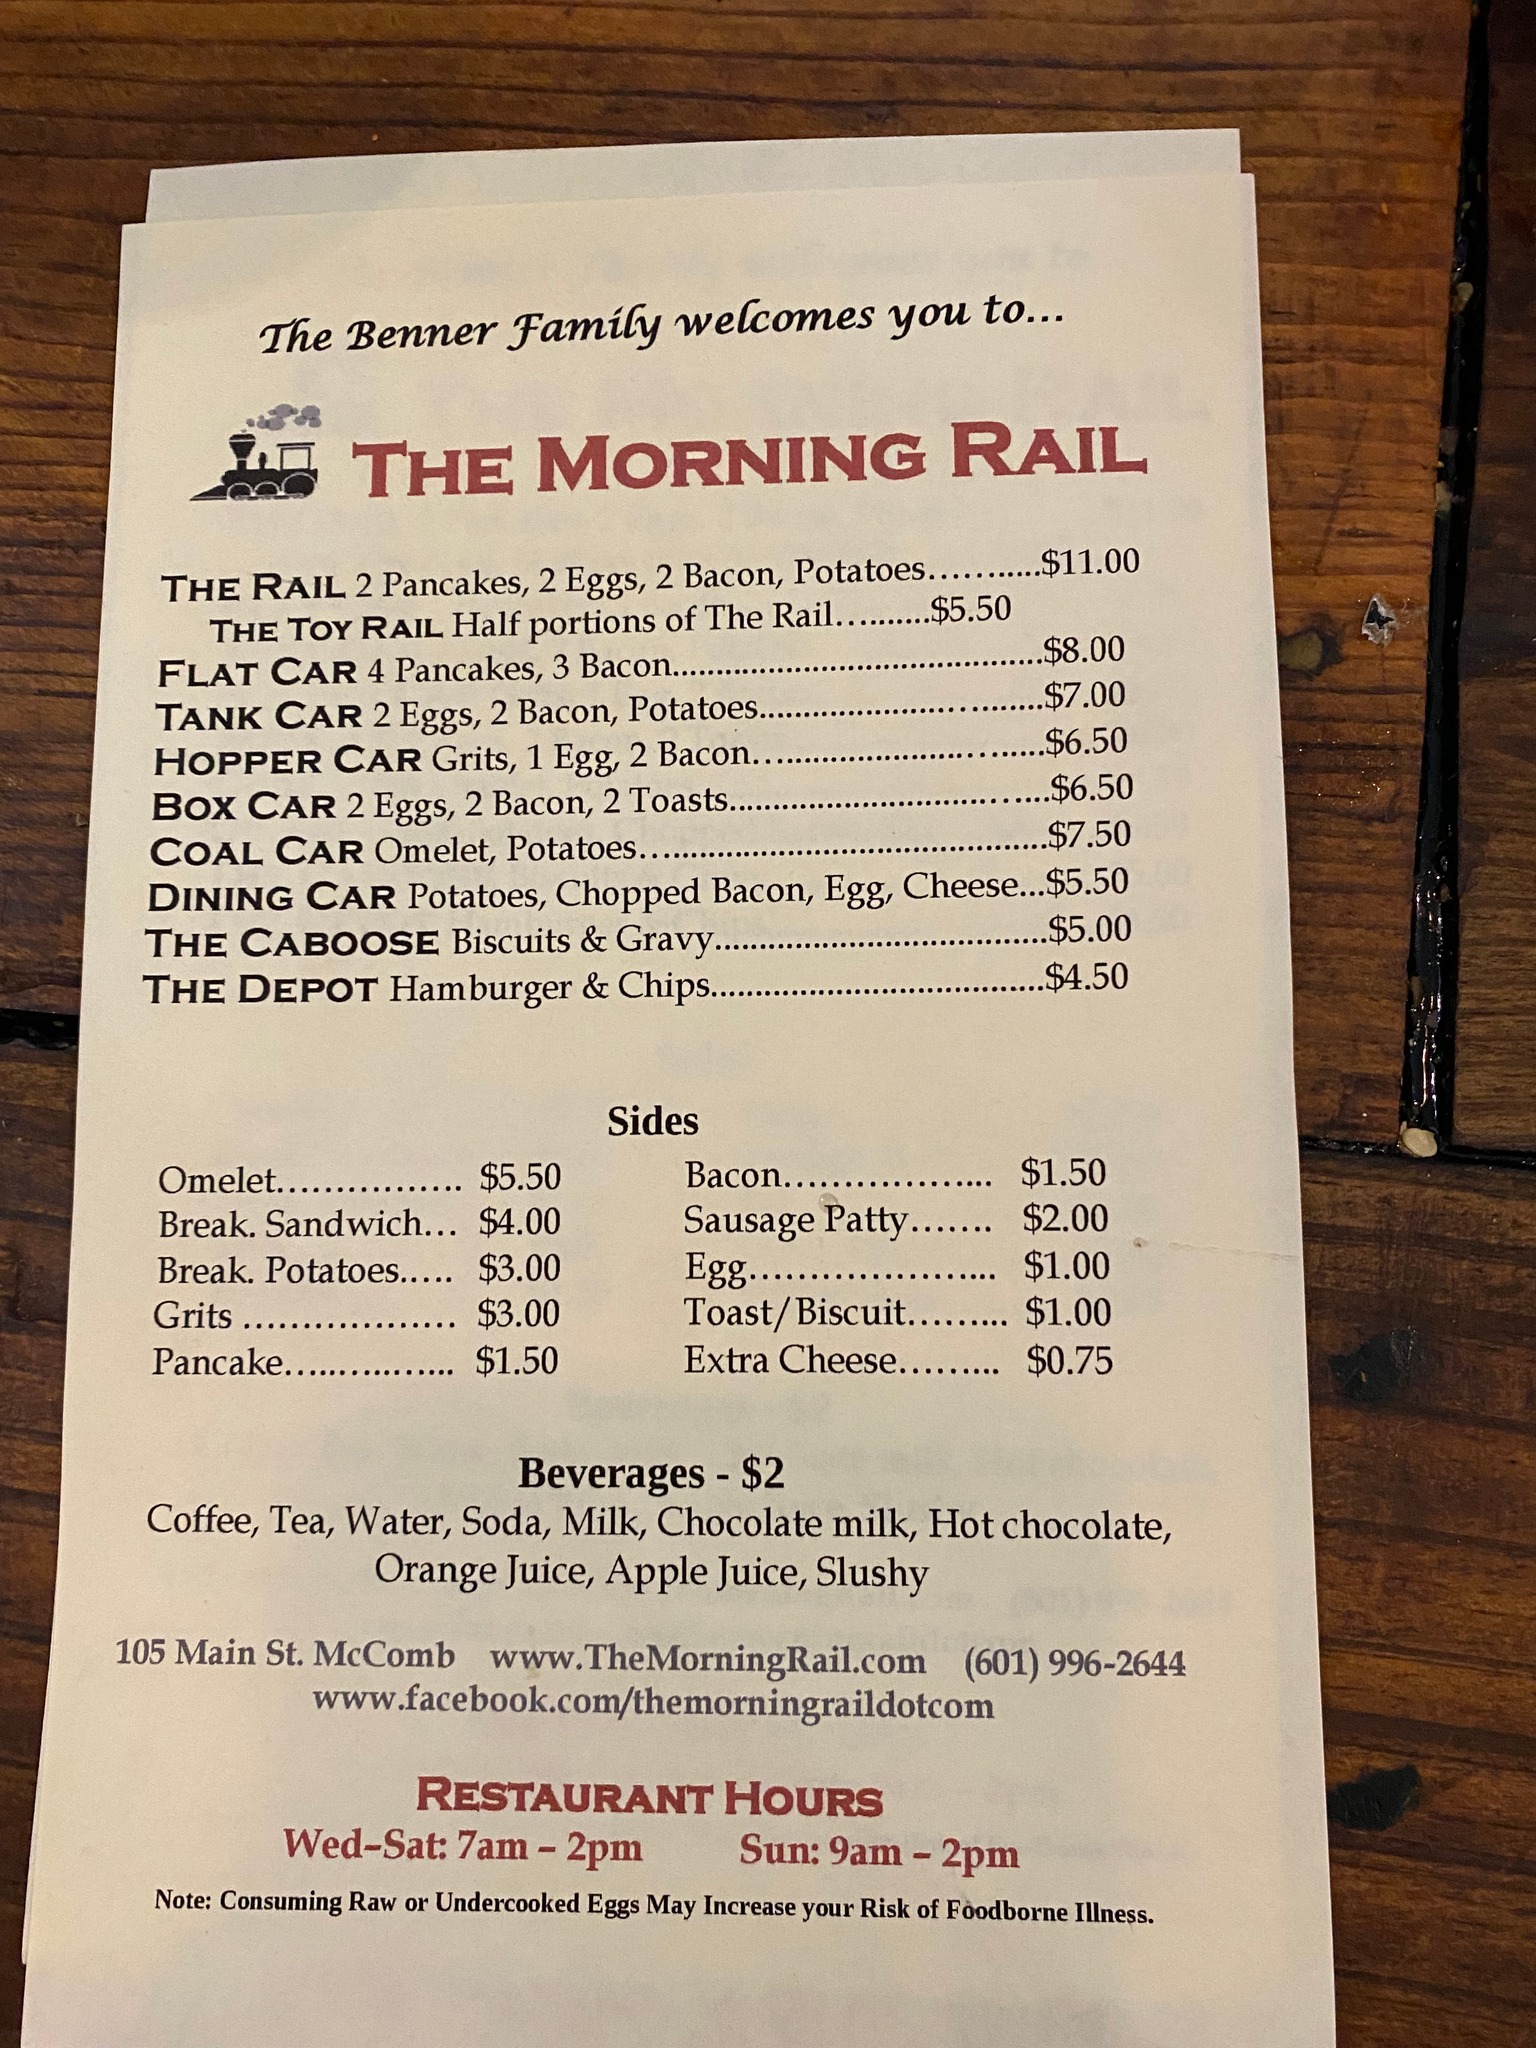 The Benner Family welcomes you to...
THE MORNING RAIL
THE RAIL 2 Pancakes, 2 Eggs, 2 Bacon, Potatoes...........$11.00
THE TOY RAIL Half portions of The Rail..........$5.50
FLAT CAR 4 Pancakes, 3 Bacon..........................................$8.00
TANK CAR 2 Eggs, 2 Bacon, Potatoes................................$7.00
HOPPER CAR Grits, 1 Egg, 2 Bacon.................................$6.50
BOX CAR 2 Eggs, 2 Bacon, 2 Toasts....................................$6.50
COAL CAR Omelet, Potatoes..............................................$7.50
DINING CAR Potatoes, Chopped Bacon, Egg, Cheese...$5.50
THE CABOOSE Biscuits & Gravy.....................................$5.00
THE DEPOT Hamburger & Chips.....................................$4.50
Sides
Omelet................ $5.50 Bacon.................... $1.50
Break. Sandwich... $4.00 Sausage Patty....... $2.00
Break. Potatoes..... $3.00 Egg....................... $1.00
Grits .................. $3.00 Toast/Biscuit......... $1.00
Pancake................ $1.50 Extra Cheese......... $0.75
Beverages - $2
Coffee, Tea, Water, Soda, Milk, Chocolate milk, Hot chocolate,
Orange Juice, Apple Juice, Slushy
105 Main St. McComb www.TheMorningRail.com (601) 996-2644
www.facebook.com/themorningraildotcom
RESTAURANT HOURS
Wed–Sat: 7am – 2pm Sun: 9am – 2pm
Note: Consuming Raw or Undercooked Eggs May Increase your Risk of Foodborne Illness.